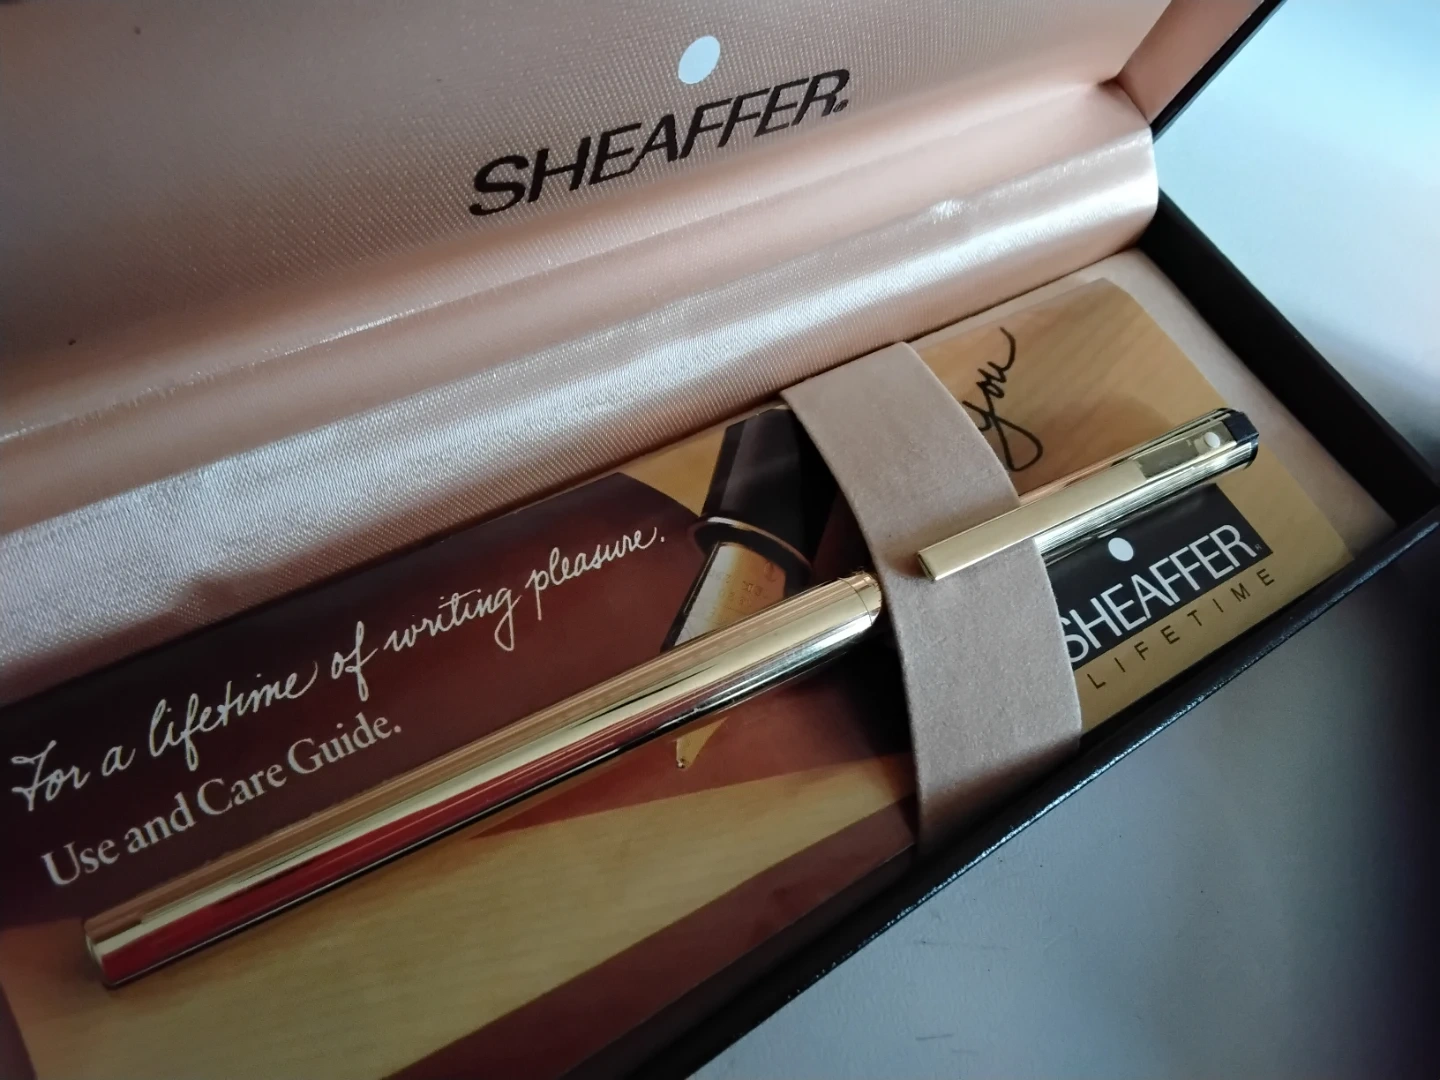 SHEAFFER®
you
For a lifetime of writing pleasure.
Use and Care Guide.
SHEAFFER®
LIFETIME